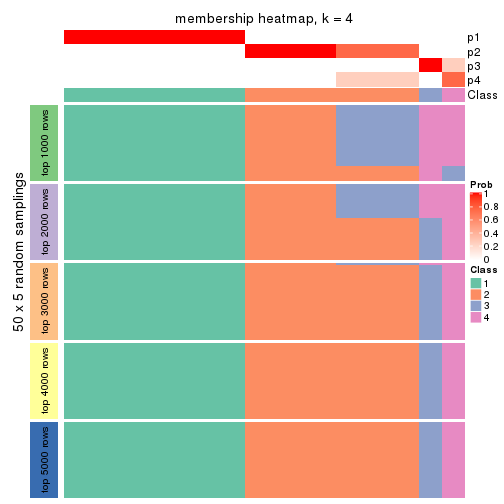 membership heatmap, k = 4
p1
p2
p3
p4
Class
50 x 5 random samplings
top 1000 rows
top 2000 rows
top 3000 rows
top 4000 rows
top 5000 rows
Prob
1
0.8
0.6
0.4
0.2
0
Class
1
2
3
4